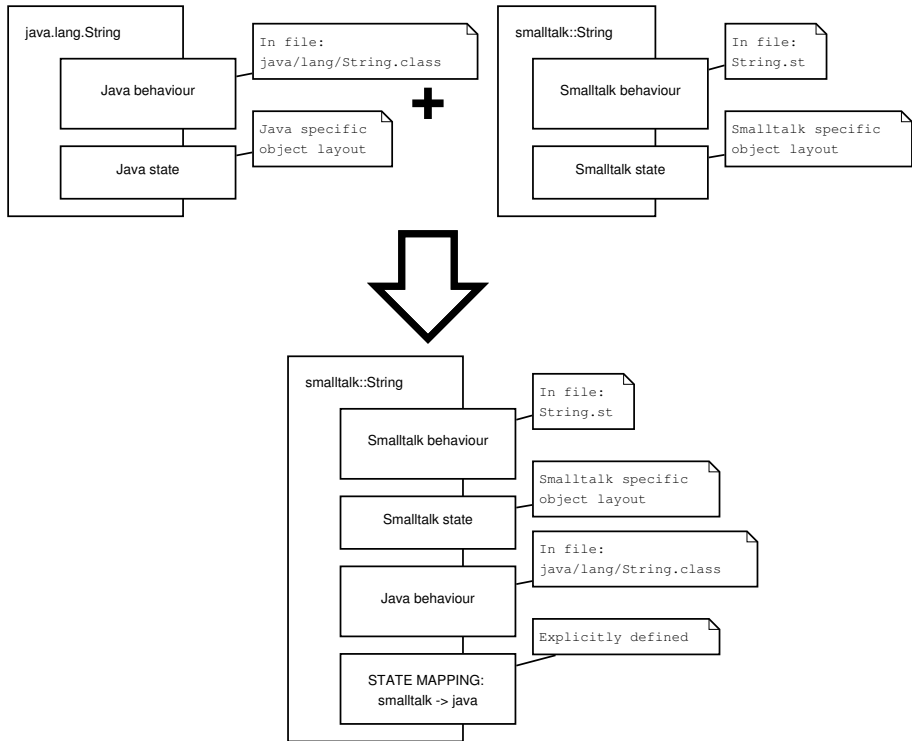 java.lang.String
In file:
java/lang/String.class
Java behaviour
Java specific
object layout
Java state
+
smalltalk::String
In file:
String.st
Smalltalk behaviour
Smalltalk specific
object layout
Smalltalk state
smalltalk::String
In file:
String.st
Smalltalk behaviour
Smalltalk specific
object layout
Smalltalk state
In file:
java/lang/String.class
Java behaviour
Explicitly defined
STATE MAPPING:
smalltalk -> java